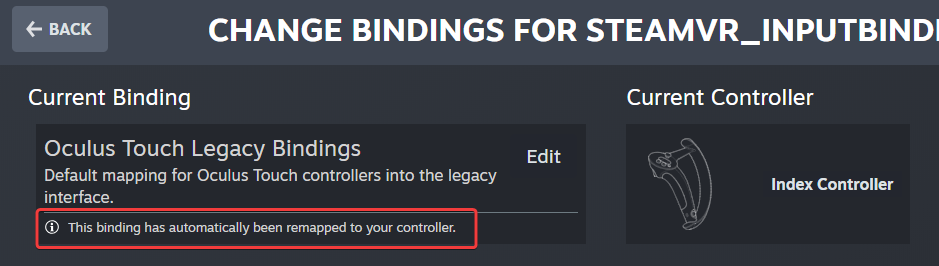 BACK
CHANGE BINDINGS FOR STEAMVR_INPUTBINDI
Current Binding
Current Controller
Oculus Touch Legacy Bindings
Edit
Default mapping for Oculus Touch controllers into the legacy
interface.
This binding has automatically been remapped to your controller.
Index Controller